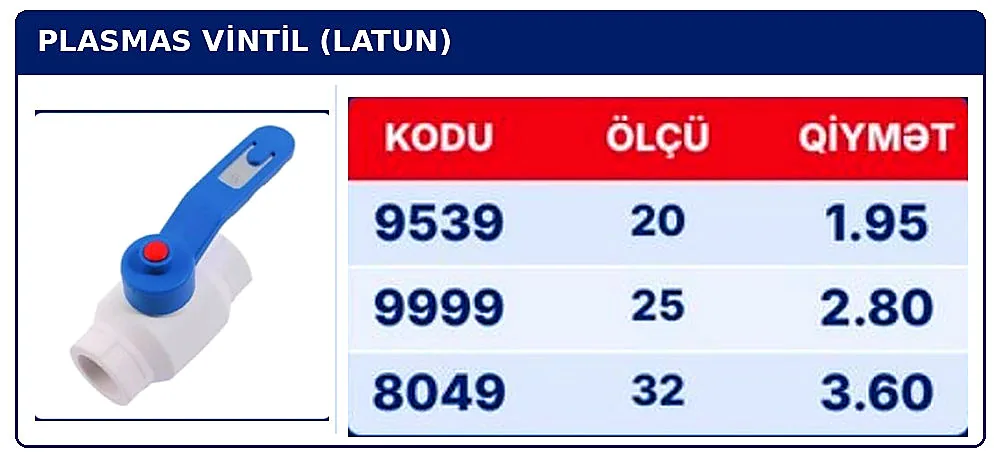 PLASMAS VİNTİL (LATUN)
KODU ÖLÇÜ QİYMƏT
9539 20 1.95
9999 25 2.80
8049 32 3.60